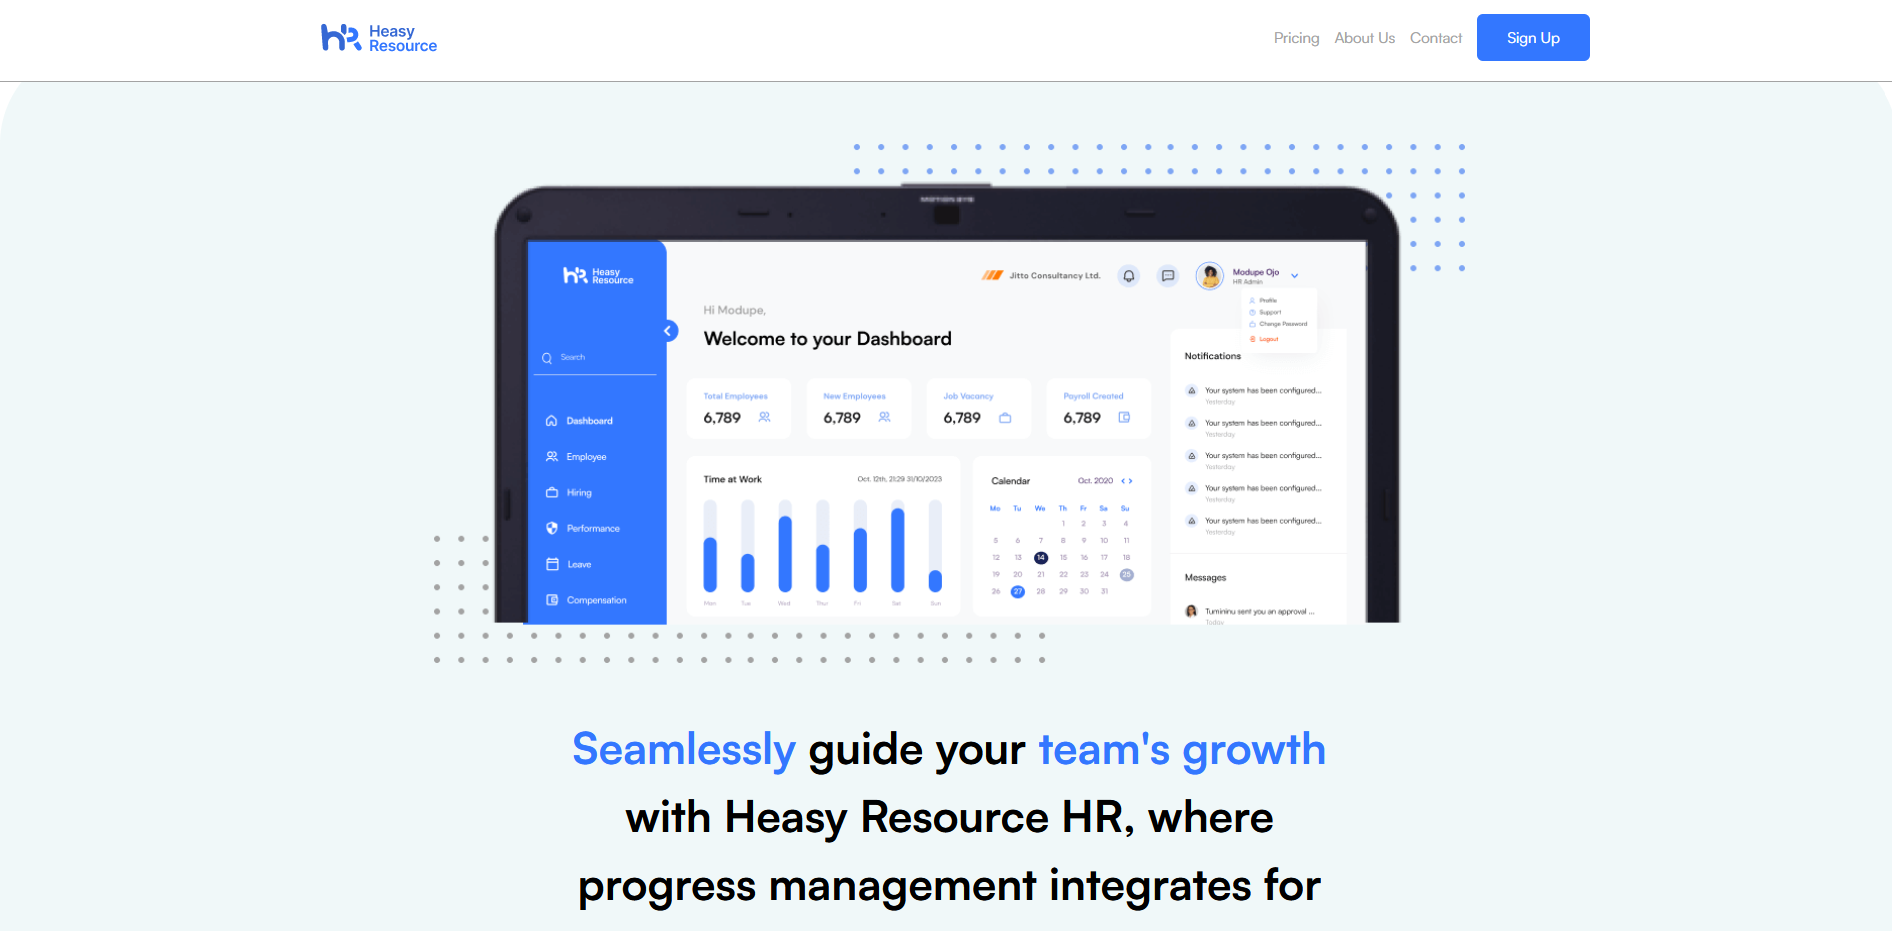 Heasy
Resource
Pricing
About Us
Contact
Sign Up
MOTION EYE
Heasy
Resource
Jitto Consultancy Ltd.
Modupe Ojo
HR Admin
Profile
Support
Change Password
Logout
Search
Dashboard
Employee
Hiring
Performance
Leave
Compensation
Hi Modupe,
Welcome to your Dashboard
Total Employees
6,789
New Employees
6,789
Job Vacancy
6,789
Payroll Created
6,789
Time at Work
Oct. 12th, 21:29 31/10/2023
Mon Tue Wed Thur Fri Sat Sun
Calendar
Oct. 2020
Mo Tu We Th Fr Sa Su
1 2 3 4
5 6 7 8 9 10 11
12 13 14 15 16 17 18
19 20 21 22 23 24 25
26 27 28 29 30 31
Notifications
Your system has been configured...
Yesterday
Your system has been configured...
Yesterday
Your system has been configured...
Yesterday
Your system has been configured...
Yesterday
Your system has been configured...
Yesterday
Messages
Tumininu sent you an approval ...
Today
Seamlessly guide your team's growth
with Heasy Resource HR, where
progress management integrates for